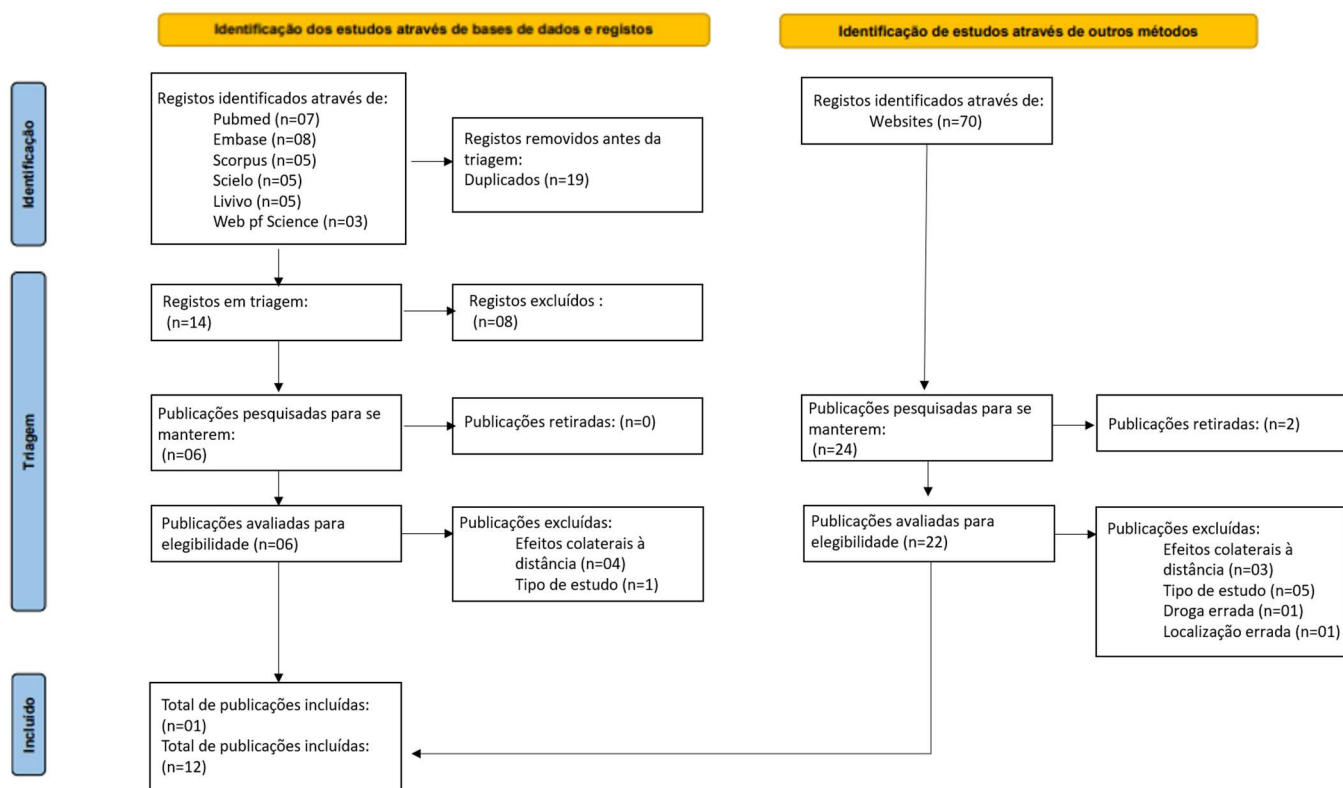 Identificação dos estudos através de bases de dados e registos
Identificação de estudos através de outros métodos
Identificação
Registos identificados através de:
Pubmed (n=07)
Embase (n=08)
Scorpus (n=05)
Scielo (n=05)
Livivo (n=05)
Web pf Science (n=03)
Registos removidos antes da
triagem:
Duplicados (n=19)
Registos identificados através de:
Websites (n=70)
Triagem
Registos em triagem:
(n=14)
Registos excluídos :
(n=08)
Publicações pesquisadas para se
manterem:
(n=06)
Publicações retiradas: (n=0)
Publicações pesquisadas para se
manterem:
(n=24)
Publicações retiradas: (n=2)
Publicações avaliadas para
elegibilidade (n=06)
Publicações excluídas:
Efeitos colaterais à
distância (n=04)
Tipo de estudo (n=1)
Publicações avaliadas para
elegibilidade (n=22)
Publicações excluídas:
Efeitos colaterais à
distância (n=03)
Tipo de estudo (n=05)
Droga errada (n=01)
Localização errada (n=01)
Incluído
Total de publicações incluídas:
(n=01)
Total de publicações incluídas:
(n=12)